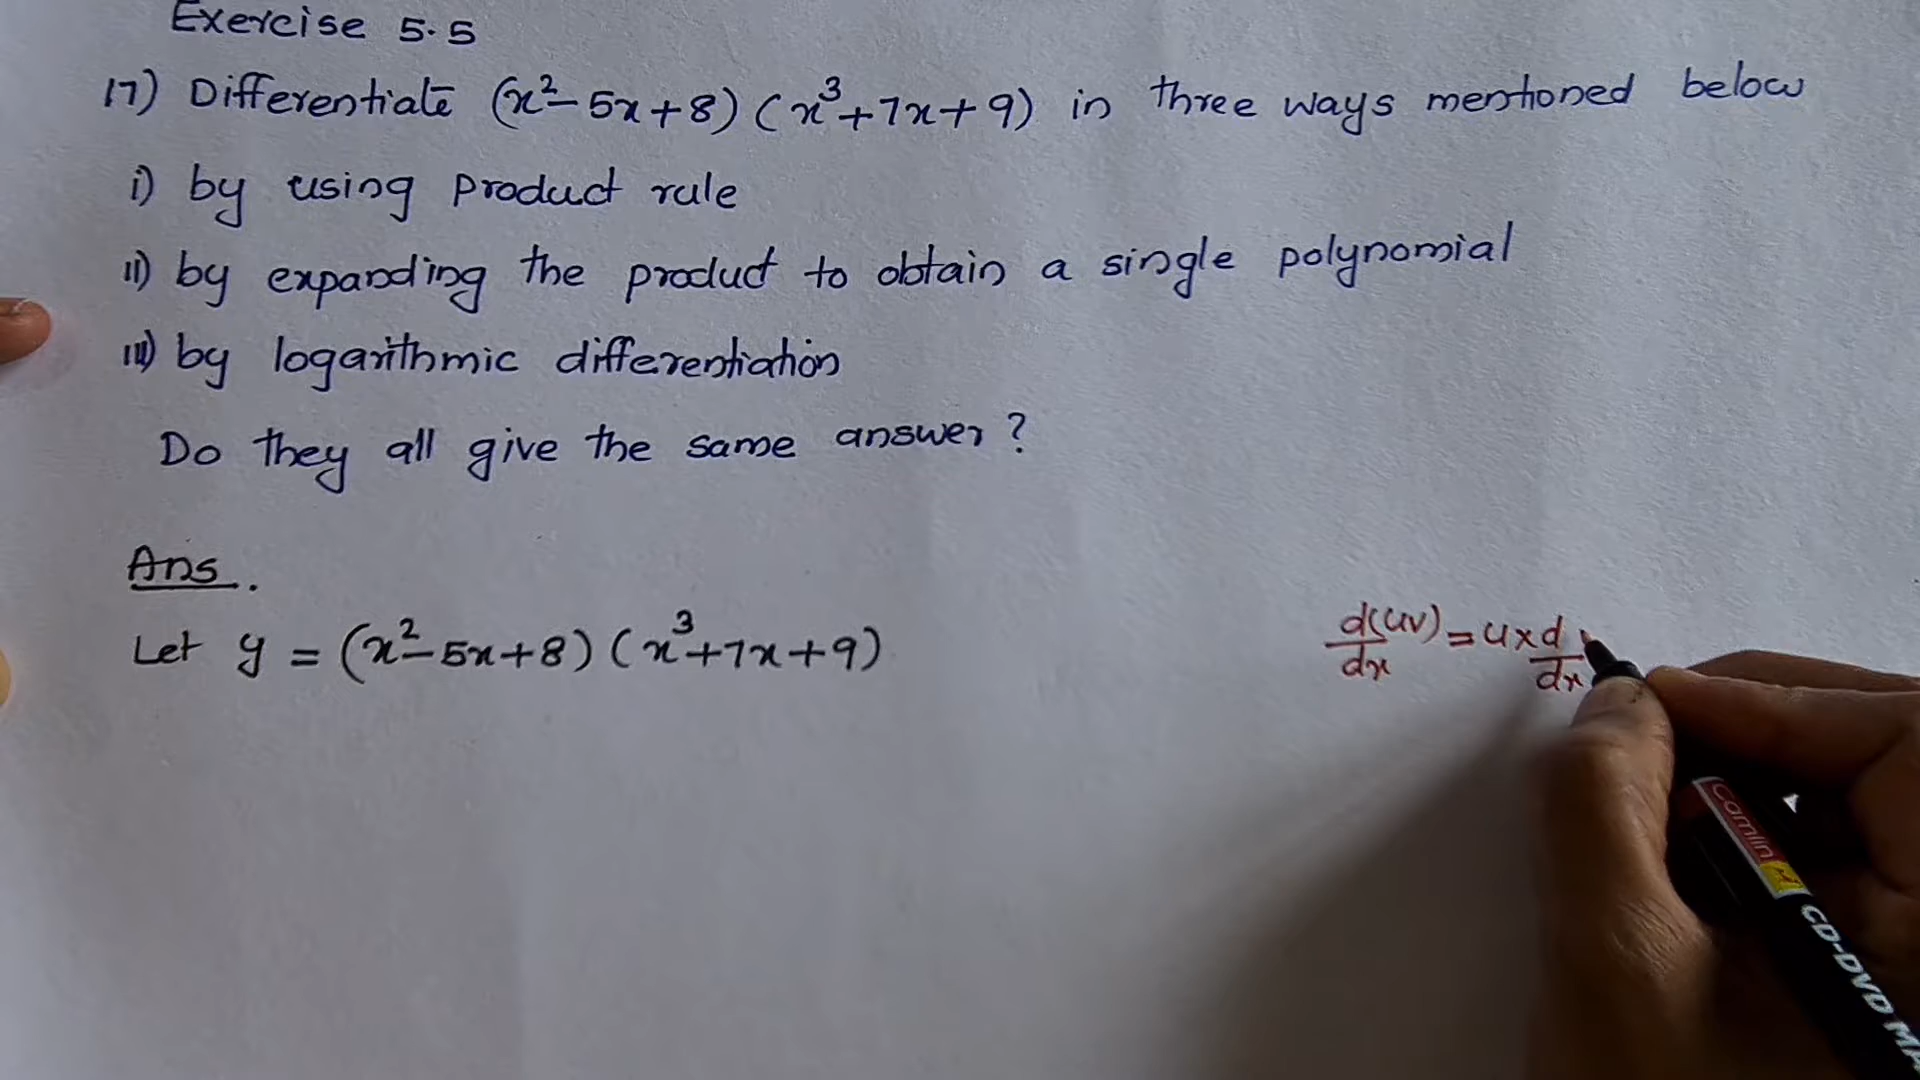 Exercise 5.5
17) Differentiate (x²-5x+8)(x³+7x+9) in three ways mentioned below
i) by using product rule
ii) by expanding the product to obtain a single polynomial
iii) by logarithmic differentiation
Do they all give the same answer?
Ans.
Let y = (x²-5x+8)(x³+7x+9)
d(uv)/dx = u×d/dx
camlin
CD-DVD MA